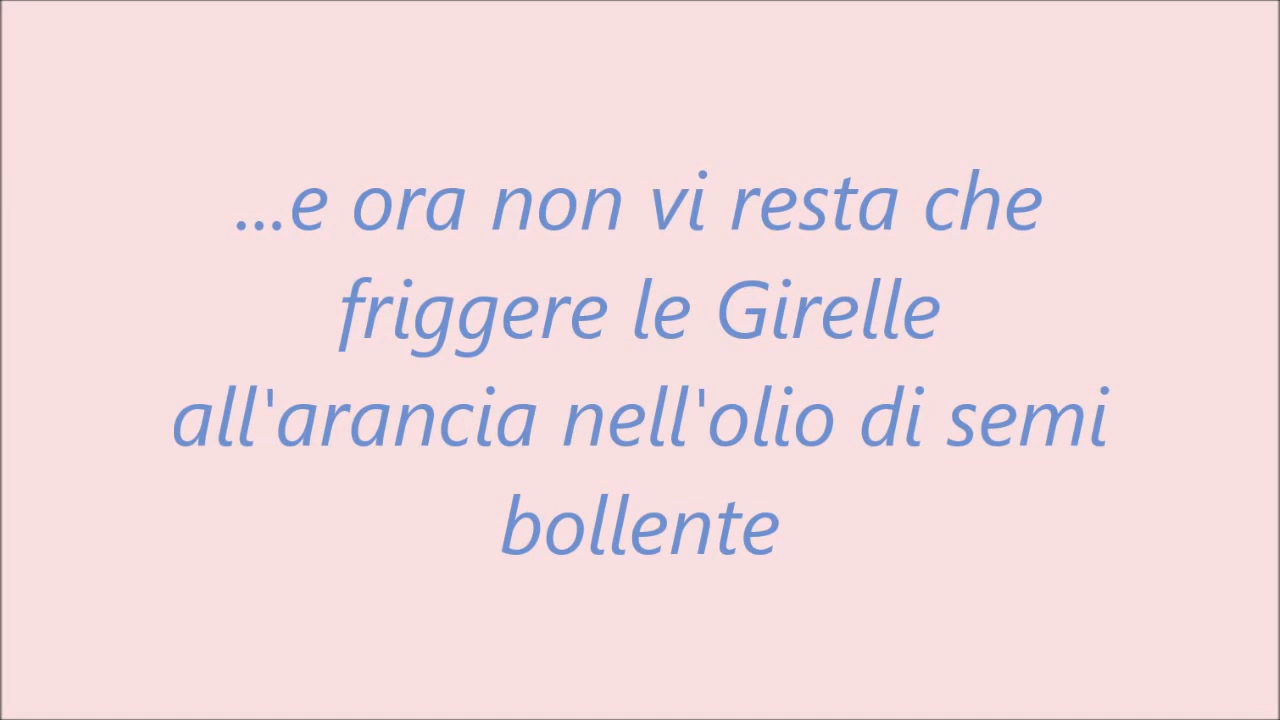 ...e ora non vi resta che
friggere le Girelle
all'arancia nell'olio di semi
bollente